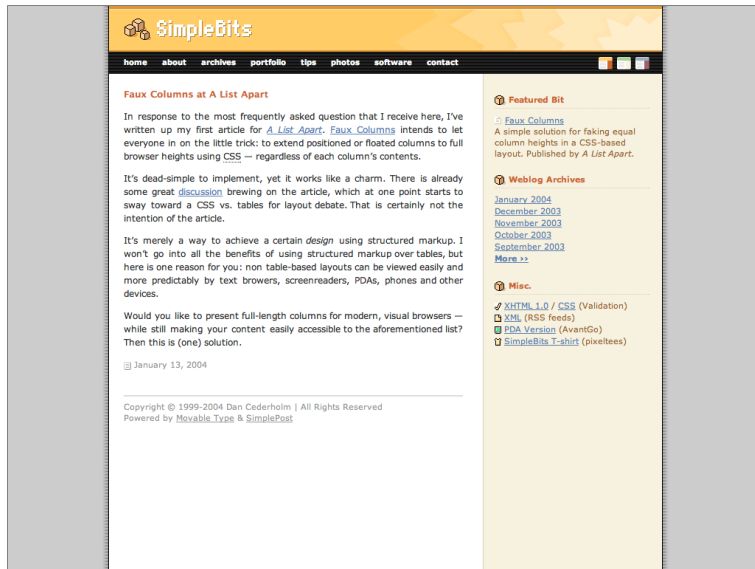 SimpleBits
home about archives portfolio tips photos software contact
Faux Columns at A List Apart
In response to the most frequently asked question that I receive here, I've
written up my first article for A List Apart. Faux Columns intends to let
everyone in on the little trick: to extend positioned or floated columns to full
browser heights using CSS — regardless of each column's contents.
It's dead-simple to implement, yet it works like a charm. There is already
some great discussion brewing on the article, which at one point starts to
sway toward a CSS vs. tables for layout debate. That is certainly not the
intention of the article.
It's merely a way to achieve a certain design using structured markup. I
won't go into all the benefits of using structured markup over tables, but
here is one reason for you: non table-based layouts can be viewed easily and
more predictably by text browers, screenreaders, PDAs, phones and other
devices.
Would you like to present full-length columns for modern, visual browsers —
while still making your content easily accessible to the aforementioned list?
Then this is (one) solution.
January 13, 2004
Copyright © 1999-2004 Dan Cederholm | All Rights Reserved
Powered by Movable Type & SimplePost
Featured Bit
Faux Columns
A simple solution for faking equal
column heights in a CSS-based
layout. Published by A List Apart.
Weblog Archives
January 2004
December 2003
November 2003
October 2003
September 2003
More >>
Misc.
XHTML 1.0 / CSS (Validation)
XML (RSS feeds)
PDA Version (AvantGo)
SimpleBits T-shirt (pixeltees)